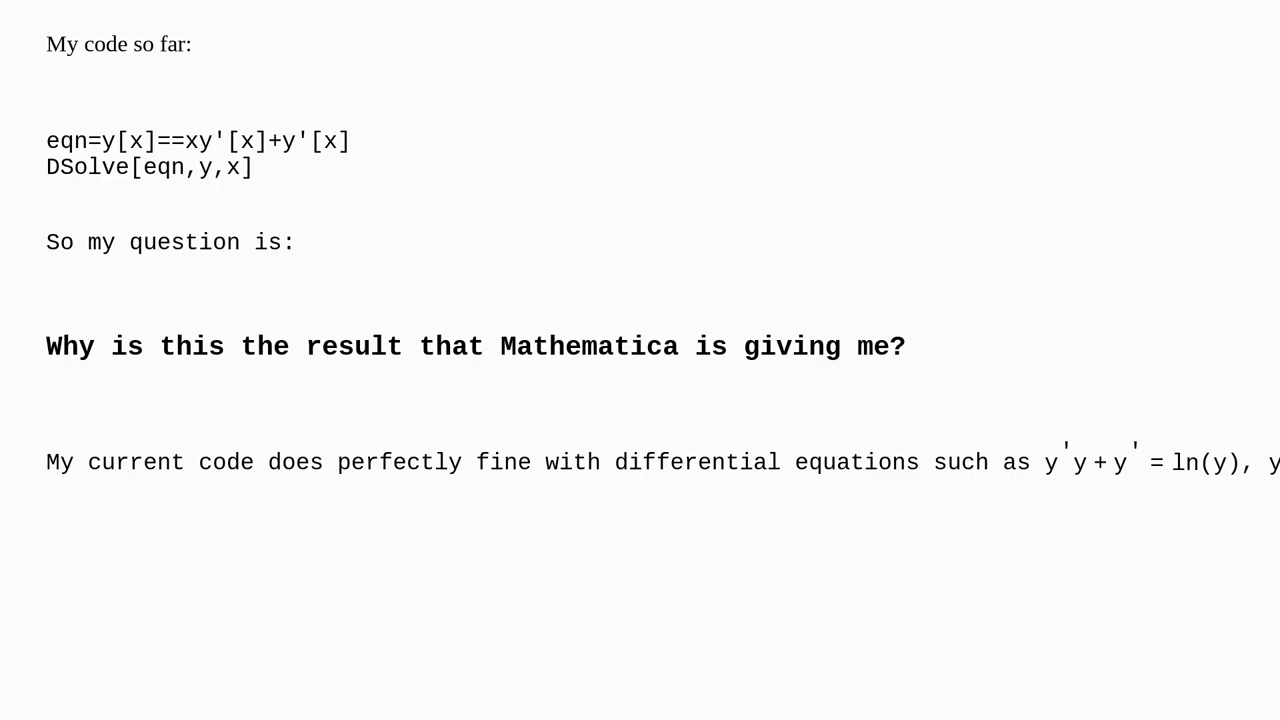 My code so far:
eqn=y[x]==xy'[x]+y'[x]
DSolve[eqn,y,x]
So my question is:
Why is this the result that Mathematica is giving me?
My current code does perfectly fine with differential equations such as y'y + y' = ln(y), y